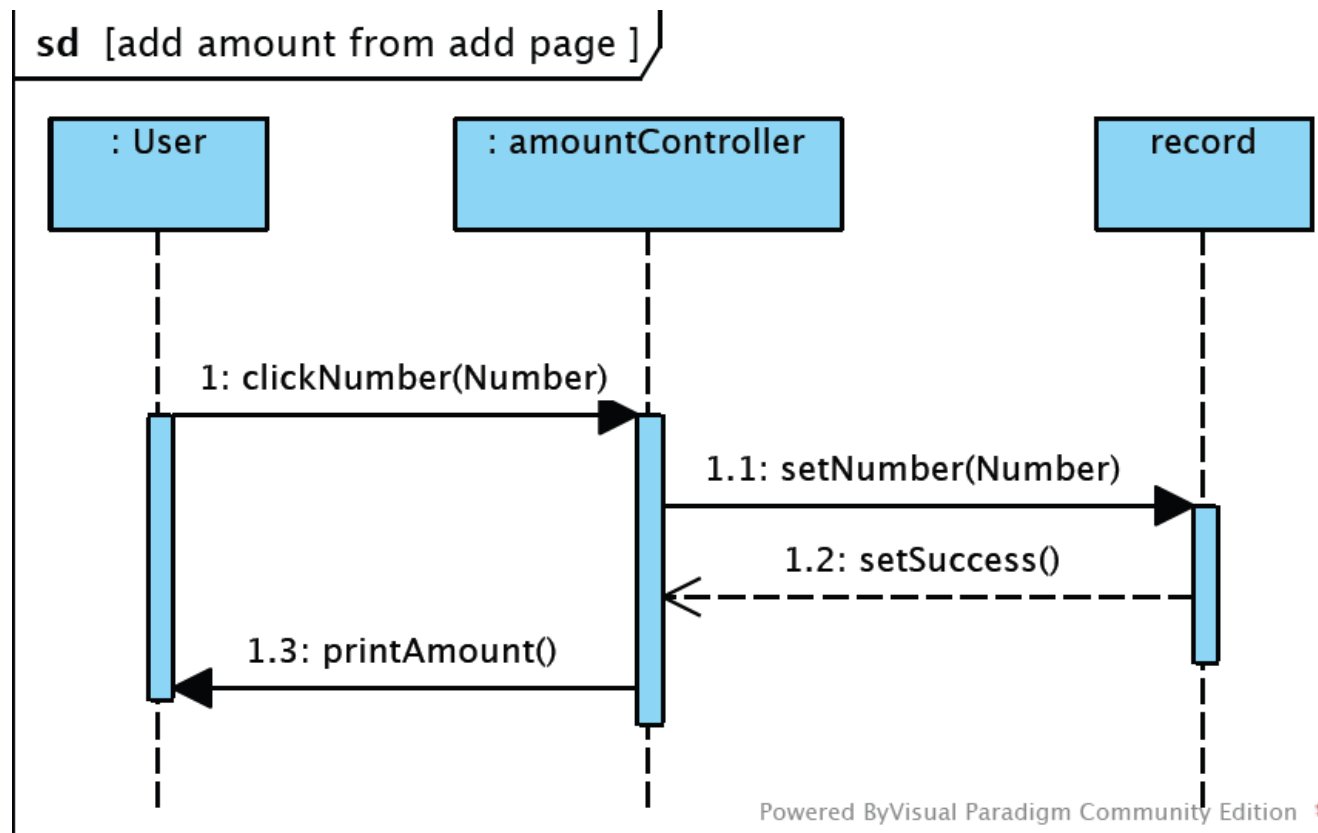 sd [add amount from add page ]
: User
: amountController
record
1: clickNumber(Number)
1.1: setNumber(Number)
1.2: setSuccess()
1.3: printAmount()
Powered ByVisual Paradigm Community Edition